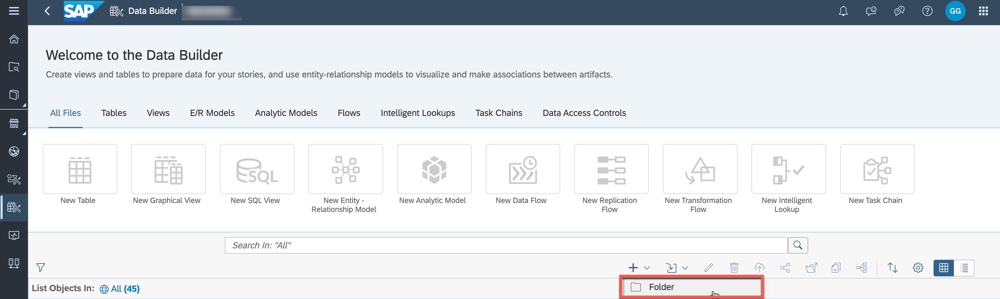 SAP Data Builder
GG
Welcome to the Data Builder
Create views and tables to prepare data for your stories, and use entity-relationship models to visualize and make associations between artifacts.
All Files Tables Views E/R Models Analytic Models Flows Intelligent Lookups Task Chains Data Access Controls
SQL
New Table New Graphical View New SQL View New Entity - New Analytic Model New Data Flow New Replication New Transformation New Intelligent New Task Chain
Relationship Model Flow Flow Lookup
Search In: "All"
List Objects In: All (45)
Folder